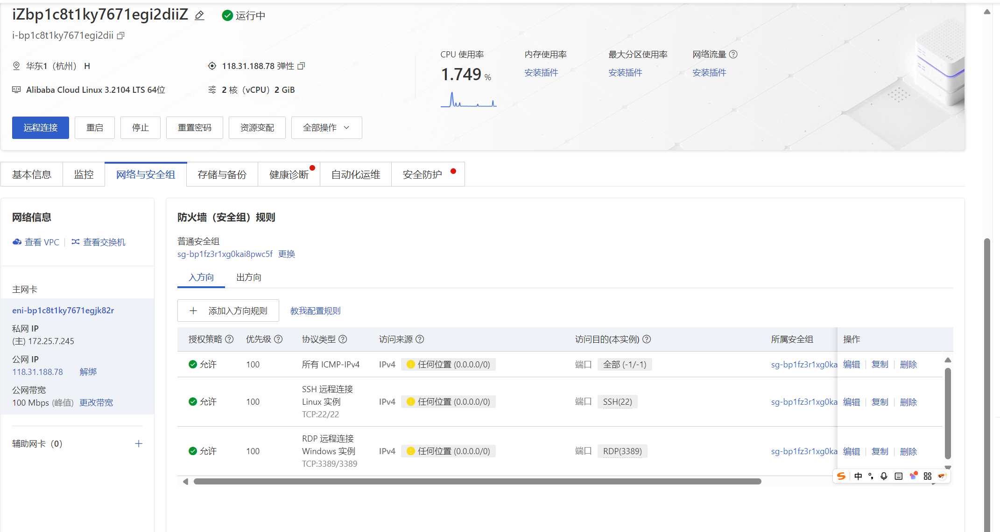 iZbp1c8t1ky7671egi2diiZ 运行中
i-bp1c8t1ky7671egi2dii
华东1（杭州） H
118.31.188.78 弹性
Alibaba Cloud Linux 3.2104 LTS 64位
2 核（vCPU）2 GiB
CPU 使用率
1.749 %
内存使用率
安装插件
最大分区使用率
安装插件
网络流量
安装插件
远程连接 重启 停止 重置密码 资源变配 全部操作
基本信息 监控 网络与安全组 存储与备份 健康诊断 自动化运维 安全防护
网络信息
查看 VPC 查看交换机
主网卡
eni-bp1c8t1ky7671egjk82r
私网 IP
(主) 172.25.7.245
公网 IP
118.31.188.78 解绑
公网带宽
100 Mbps (峰值) 更改带宽
辅助网卡（0）
防火墙（安全组）规则
普通安全组
sg-bp1fz3r1xg0kai8pwc5f 更换
入方向 出方向
添加入方向规则 教我配置规则
授权策略 优先级 协议类型 访问来源 访问目的(本实例) 所属安全组 操作
允许 100 所有 ICMP-IPv4 IPv4 任何位置 (0.0.0.0/0) 端口 全部 (-1/-1) sg-bp1fz3r1xg0ka 编辑 复制 删除
SSH 远程连接
允许 100 Linux 实例 IPv4 任何位置 (0.0.0.0/0) 端口 SSH(22) sg-bp1fz3r1xg0ka 编辑 复制 删除
TCP:22/22
RDP 远程连接
允许 100 Windows 实例 IPv4 任何位置 (0.0.0.0/0) 端口 RDP(3389) sg-bp1fz3r1xg0ka 编辑 复制 删除
TCP:3389/3389
中